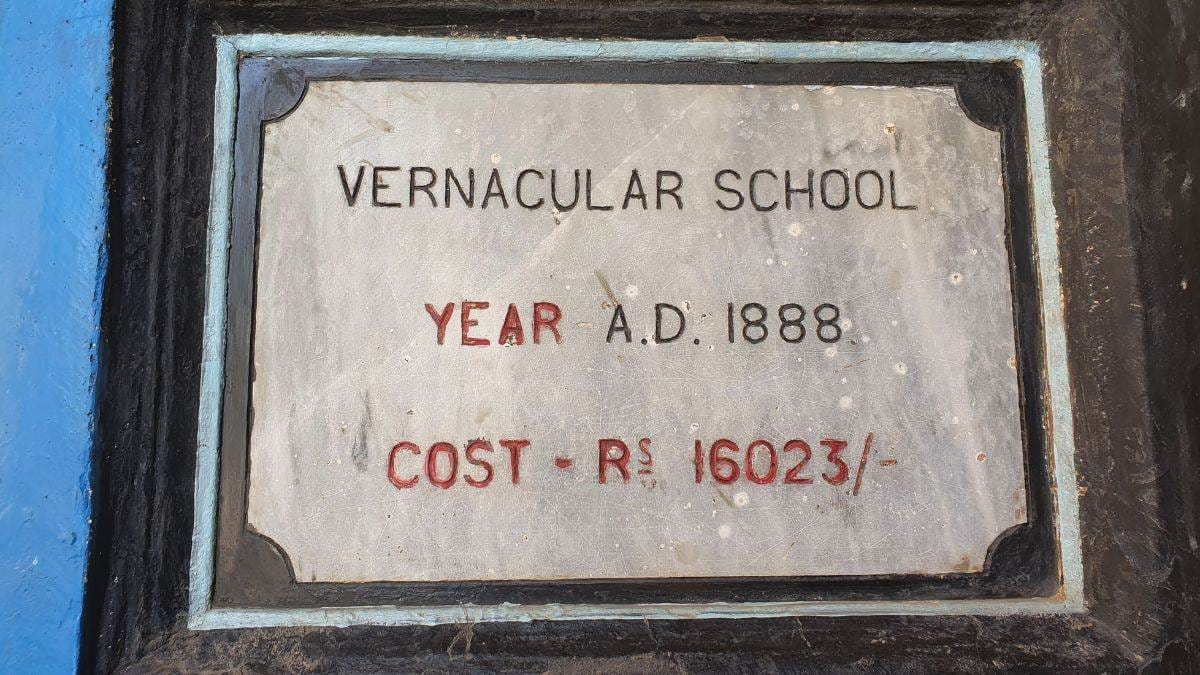 VERNACULAR SCHOOL
YEAR A.D. 1888
COST - Rs 16023/-